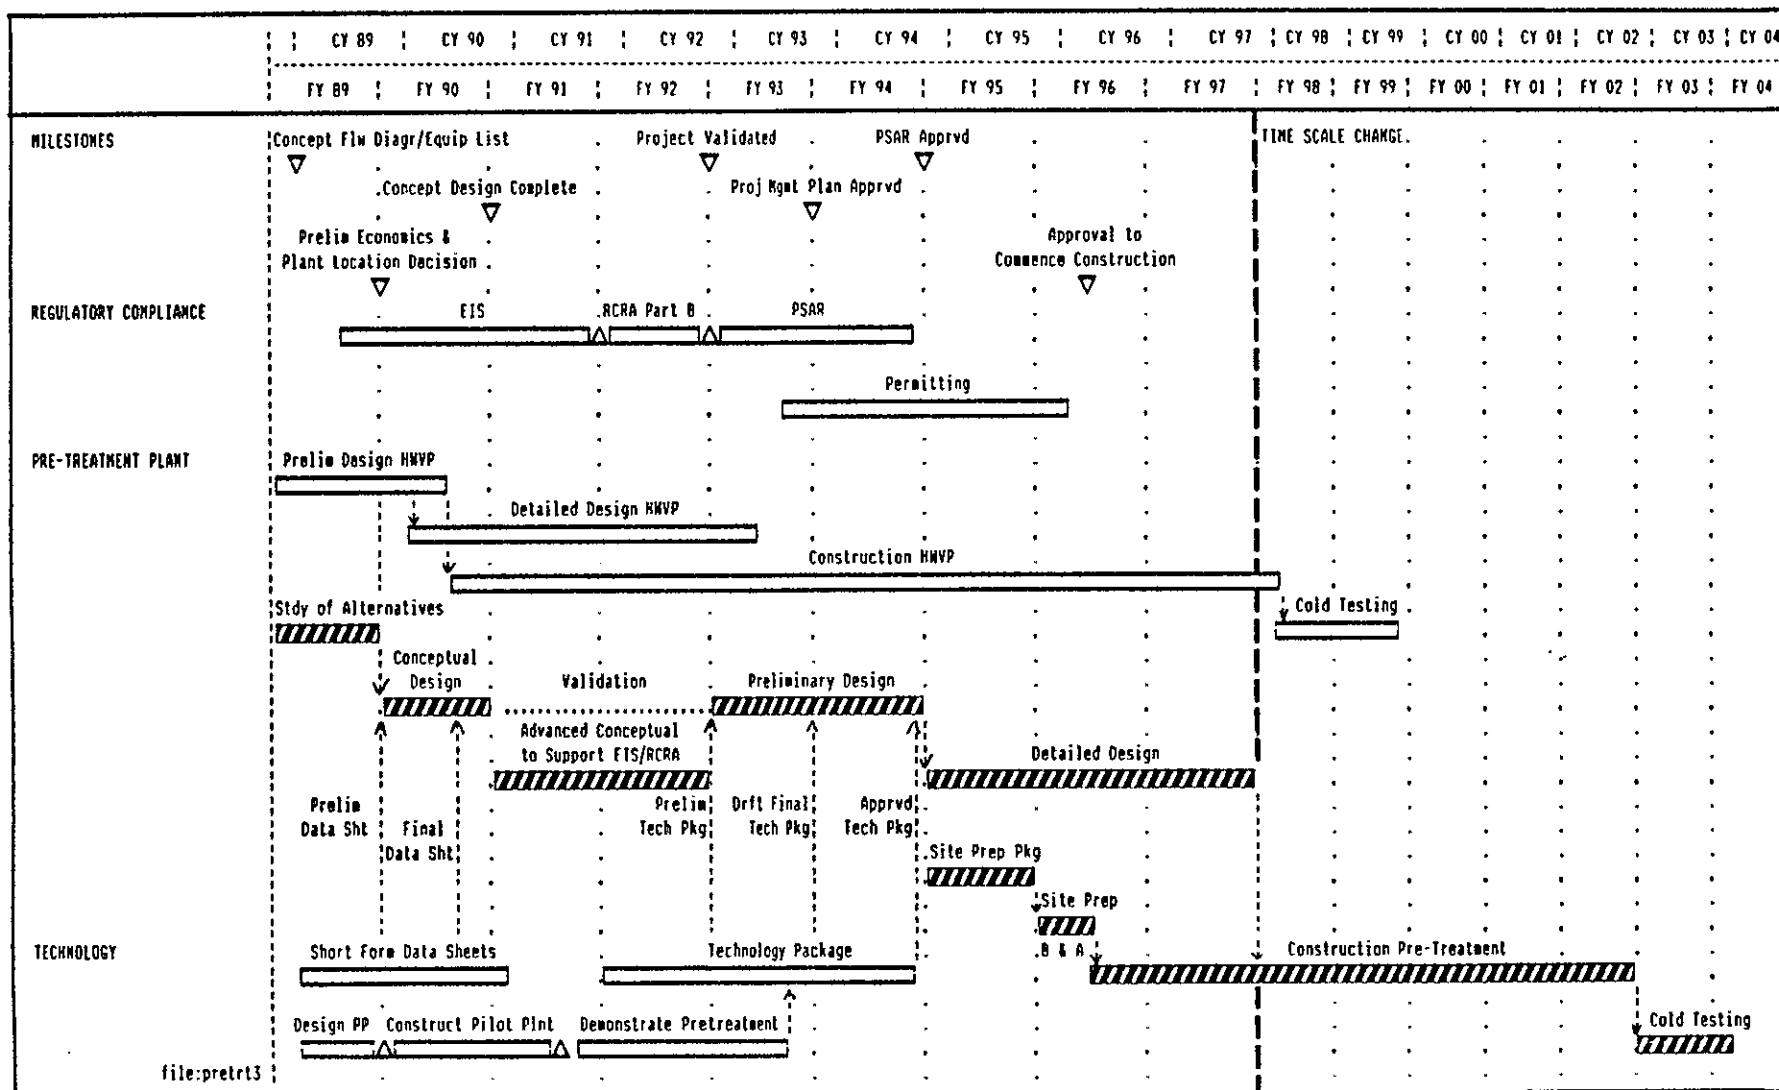 CY 89 CY 90 CY 91 CY 92 CY 93 CY 94 CY 95 CY 96 CY 97 CY 98 CY 99 CY 00 CY 01 CY 02 CY 03 CY 04
FY 89 FY 90 FY 91 FY 92 FY 93 FY 94 FY 95 FY 96 FY 97 FY 98 FY 99 FY 00 FY 01 FY 02 FY 03 FY 04
MILESTONES
Concept Flw Diagr/Equip List
Project Validated
PSAR Apprvd
TIME SCALE CHANGE
Concept Design Complete
Proj Mgmt Plan Apprvd
Prelim Economics &
Plant Location Decision
Approval to
Commence Construction
REGULATORY COMPLIANCE
EIS
RCRA Part B
PSAR
Permitting
PRE-TREATMENT PLANT
Prelim Design HWVP
Detailed Design HWVP
Construction HWVP
Stdy of Alternatives
Cold Testing
Conceptual
Design
Validation
Preliminary Design
Advanced Conceptual
to Support EIS/RCRA
Detailed Design
Prelim
Data Sht
Final
Data Sht
Prelim
Tech Pkg
Drft Final
Tech Pkg
Apprvd
Tech Pkg
Site Prep Pkg
Site Prep
B & A
TECHNOLOGY
Short Form Data Sheets
Technology Package
Construction Pre-Treatment
Design PP
Construct Pilot Plnt
Demonstrate Pretreatment
Cold Testing
file:pretrt3